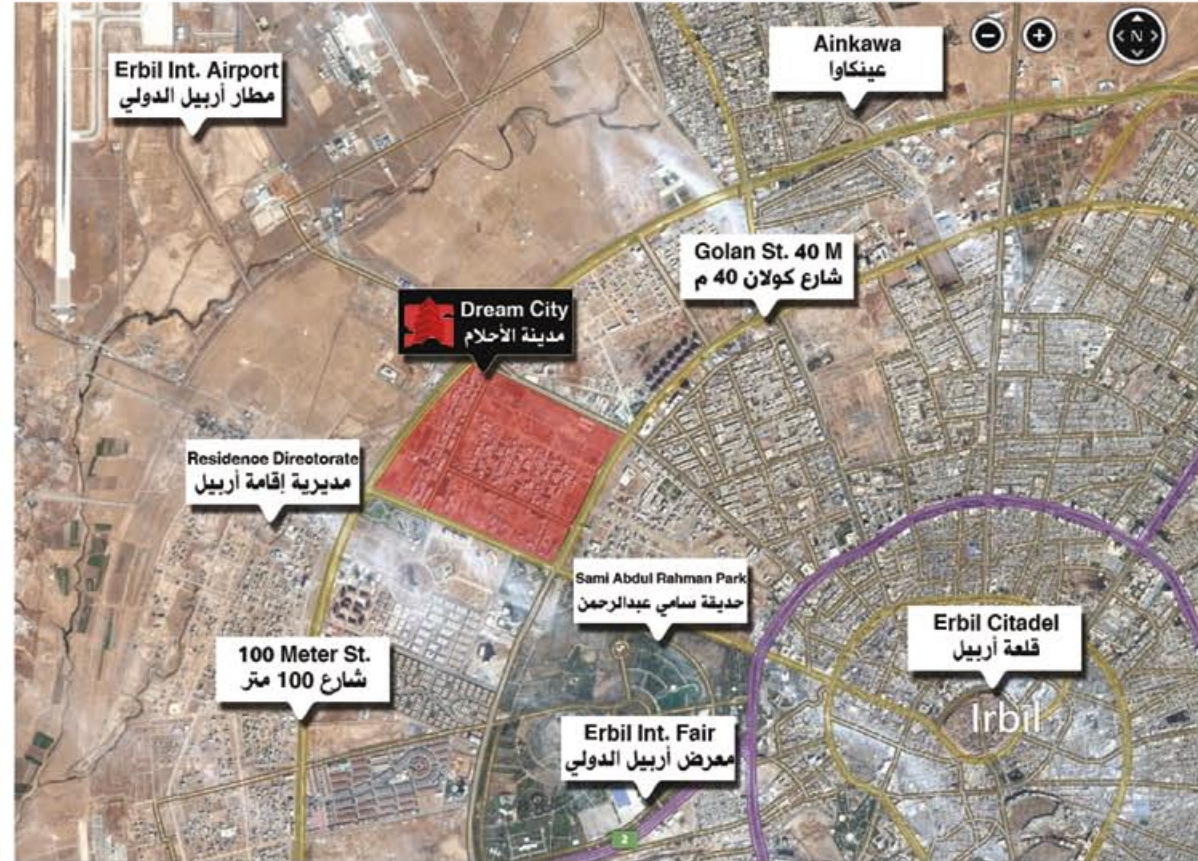 Ainkawa
عينكاوا
N
Erbil Int. Airport
مطار أربيل الدولي
Golan St. 40 M
شارع كولان 40 م
Dream City
مدينة الأحلام
Residence Directorate
مديرية إقامة أربيل
Sami Abdul Rahman Park
حديقة سامي عبدالرحمن
Erbil Citadel
قلعة أربيل
100 Meter St.
شارع 100 متر
Irbil
Erbil Int. Fair
معرض أربيل الدولي
2